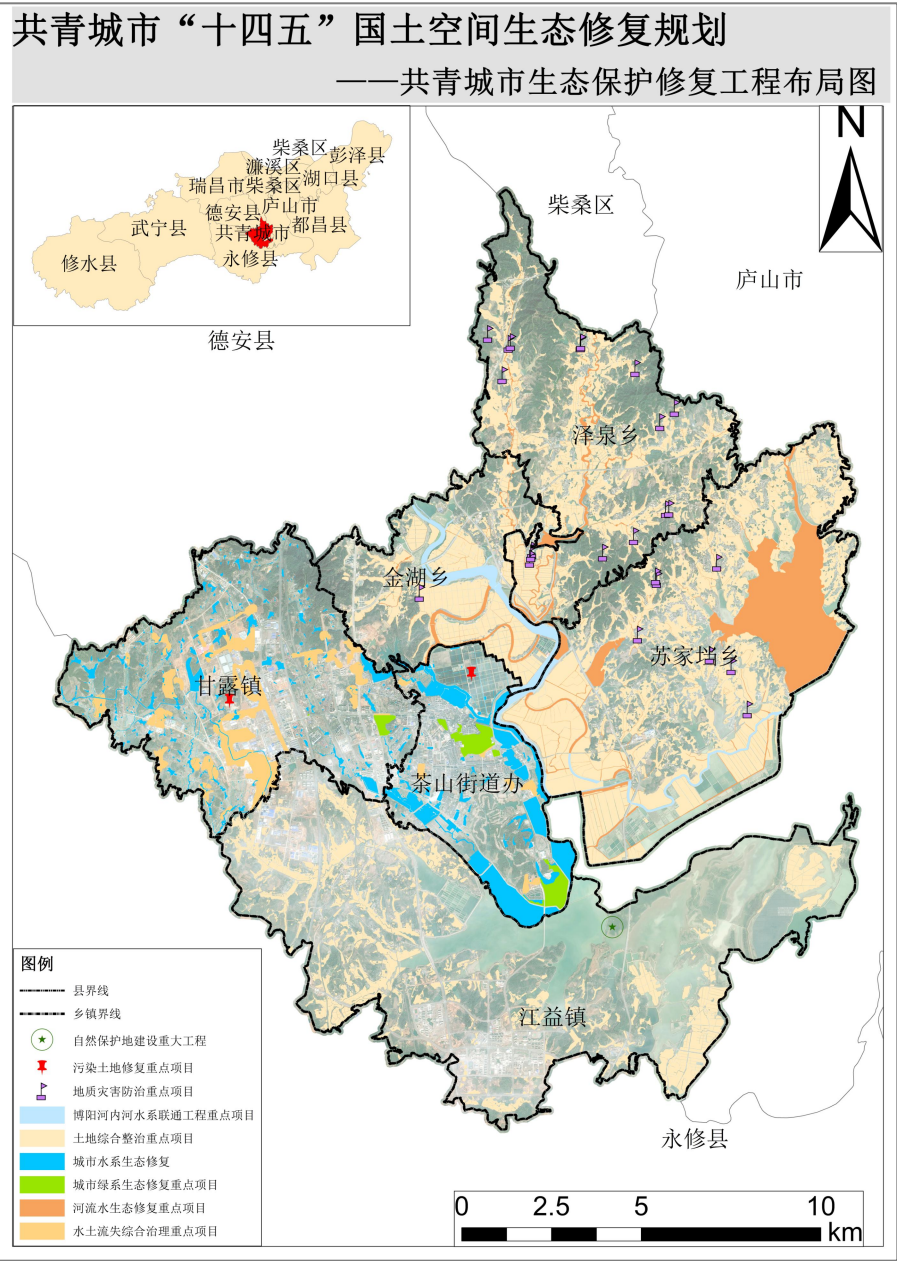 共青城市“十四五”国土空间生态修复规划
——共青城市生态保护修复工程布局图
柴桑区
彭泽县
濂溪区
瑞昌市
柴桑区
湖口县
德安县
庐山市
武宁县
共青城市
都昌县
修水县
永修县
N
柴桑区
庐山市
德安县
泽泉乡
金湖乡
苏家垱乡
甘露镇
茶山街道办
江益镇
永修县
图例
县界线
乡镇界线
自然保护地建设重大工程
污染土地修复重点项目
地质灾害防治重点项目
博阳河内河水系联通工程重点项目
土地综合整治重点项目
城市水系生态修复
城市绿系生态修复重点项目
河流水生态修复重点项目
水土流失综合治理重点项目
0 2.5 5 10
km